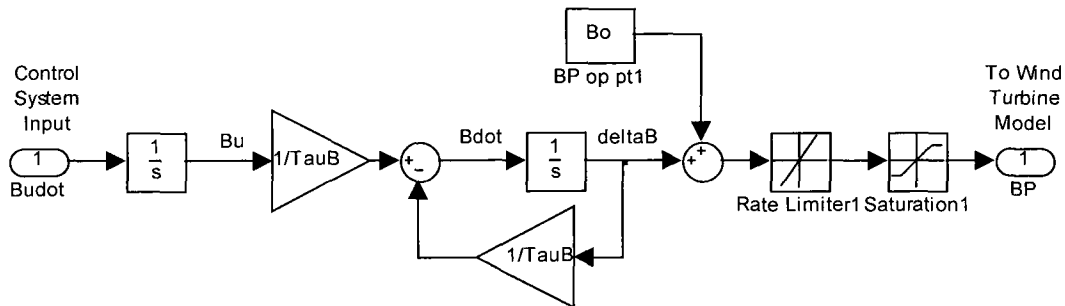 Control
System
Input
1
Budot
1
s
Bu
1/TauB
+
−
Bdot
1
s
deltaB
1/TauB
Bo
BP op pt1
+
+
Rate Limiter1
Saturation1
To Wind
Turbine
Model
1
BP